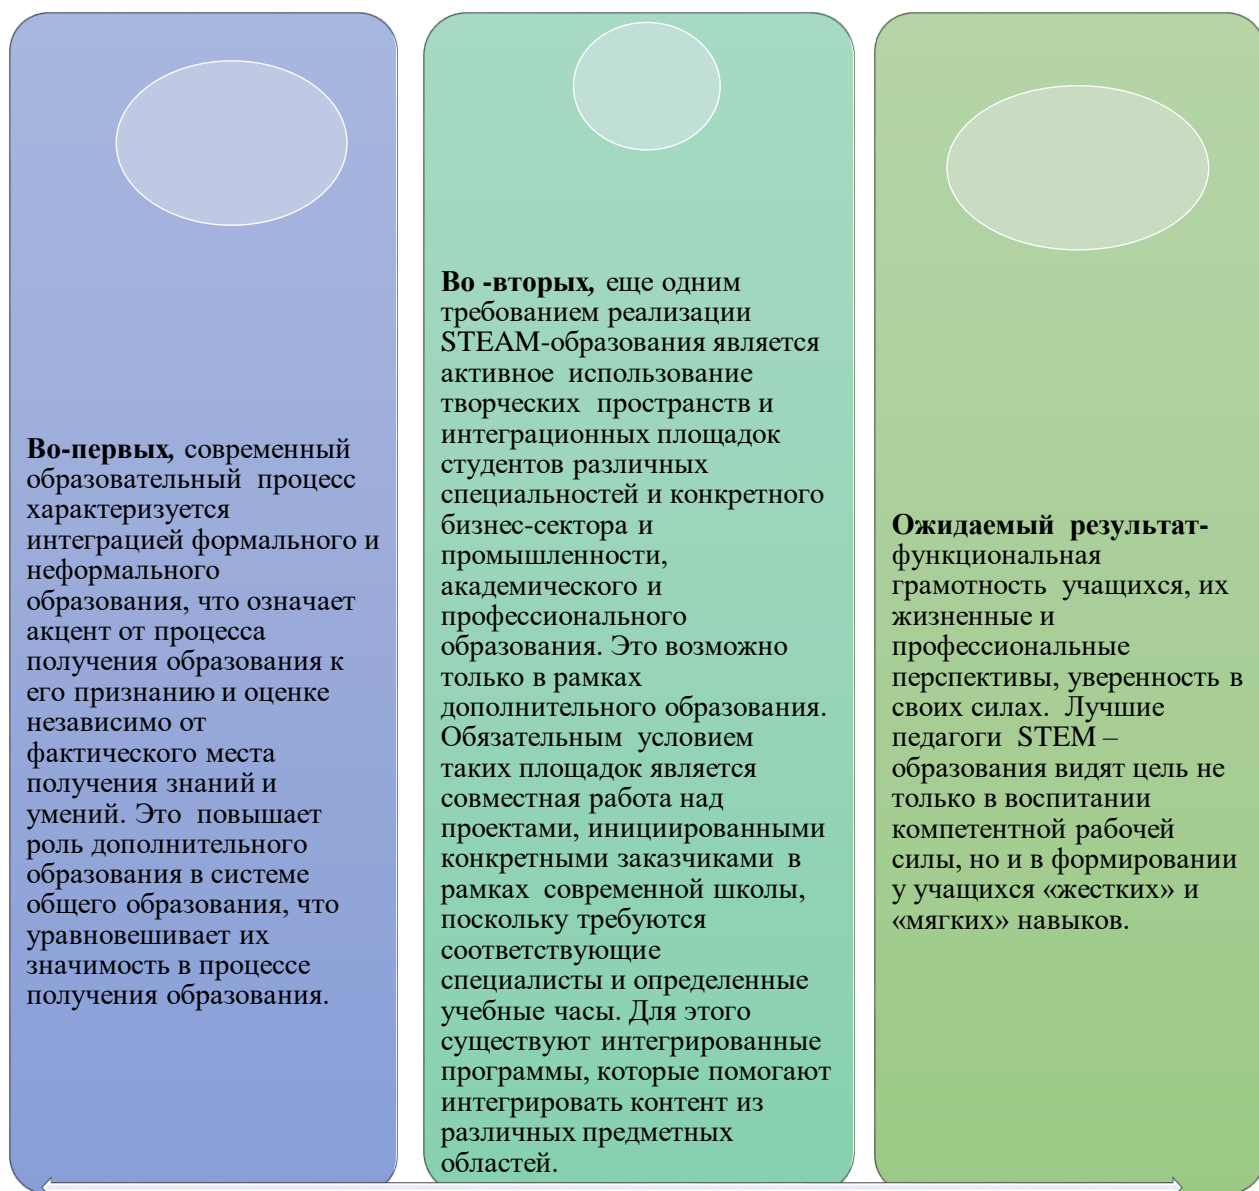 Во-первых, современный
образовательный процесс
характеризуется
интеграцией формального и
неформального
образования, что означает
акцент от процесса
получения образования к
его признанию и оценке
независимо от
фактического места
получения знаний и
умений. Это повышает
роль дополнительного
образования в системе
общего образования, что
уравновешивает их
значимость в процессе
получения образования.
Во -вторых, еще одним
требованием реализации
STEAM-образования является
активное использование
творческих пространств и
интеграционных площадок
студентов различных
специальностей и конкретного
бизнес-сектора и
промышленности,
академического и
профессионального
образования. Это возможно
только в рамках
дополнительного образования.
Обязательным условием
таких площадок является
совместная работа над
проектами, инициированными
конкретными заказчиками в
рамках современной школы,
поскольку требуются
соответствующие
специалисты и определенные
учебные часы. Для этого
существуют интегрированные
программы, которые помогают
интегрировать контент из
различных предметных
областей.
Ожидаемый результат-
функциональная
грамотность учащихся, их
жизненные и
профессиональные
перспективы, уверенность в
своих силах. Лучшие
педагоги STEM –
образования видят цель не
только в воспитании
компетентной рабочей
силы, но и в формировании
у учащихся «жестких» и
«мягких» навыков.